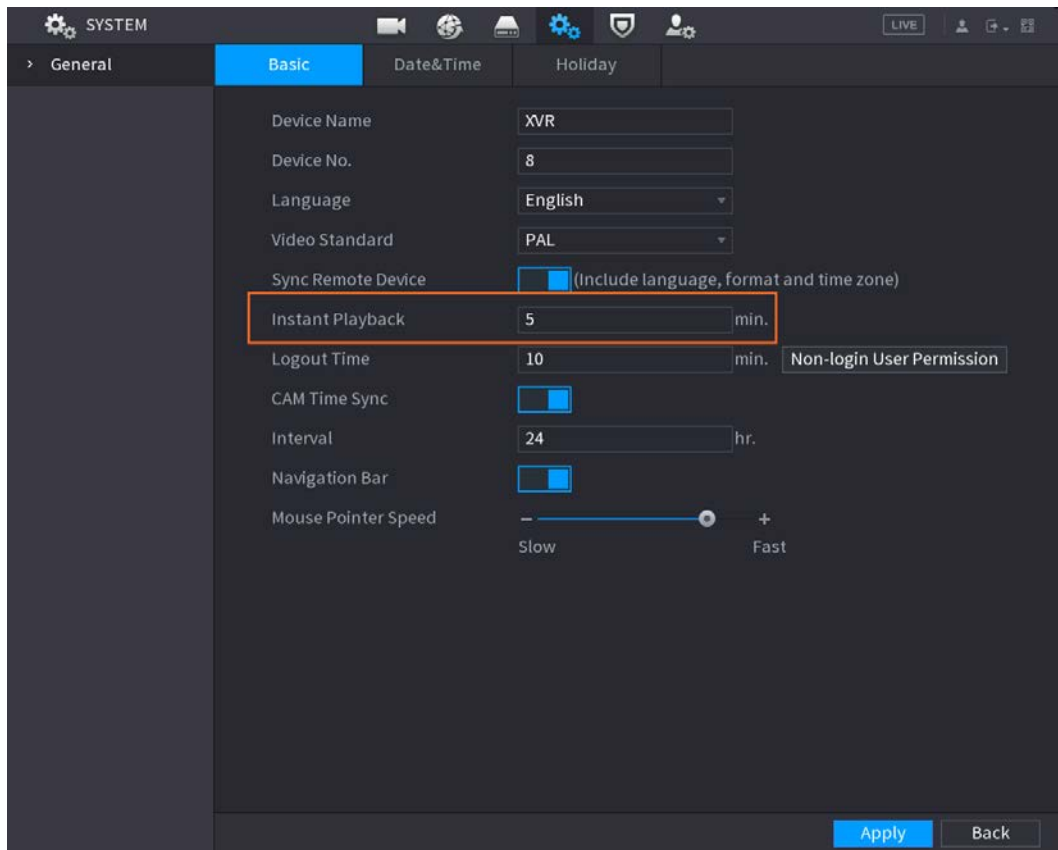 SYSTEM LIVE
General Basic Date&Time Holiday
Device Name XVR
Device No. 8
Language English
Video Standard PAL
Sync Remote Device (Include language, format and time zone)
Instant Playback 5 min.
Logout Time 10 min. Non-login User Permission
CAM Time Sync
Interval 24 hr.
Navigation Bar
Mouse Pointer Speed
Slow Fast
Apply Back